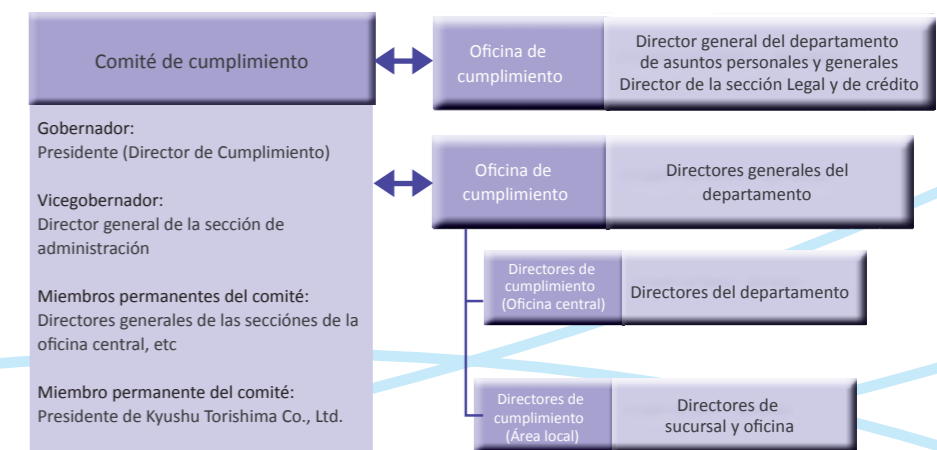 Comité de cumplimiento
Gobernador:
Presidente (Director de Cumplimiento)
Vicegobernador:
Director general de la sección de
administración
Miembros permanentes del comité:
Directores generales de las secciónes de la
oficina central, etc
Miembro permanente del comité:
Presidente de Kyushu Torishima Co., Ltd.
Oficina de
cumplimiento
Director general del departamento
de asuntos personales y generales
Director de la sección Legal y de crédito
Oficina de
cumplimiento
Directores generales del
departamento
Directores de
cumplimiento
(Oficina central)
Directores del departamento
Directores de
cumplimiento
(Área local)
Directores de
sucursal y oficina